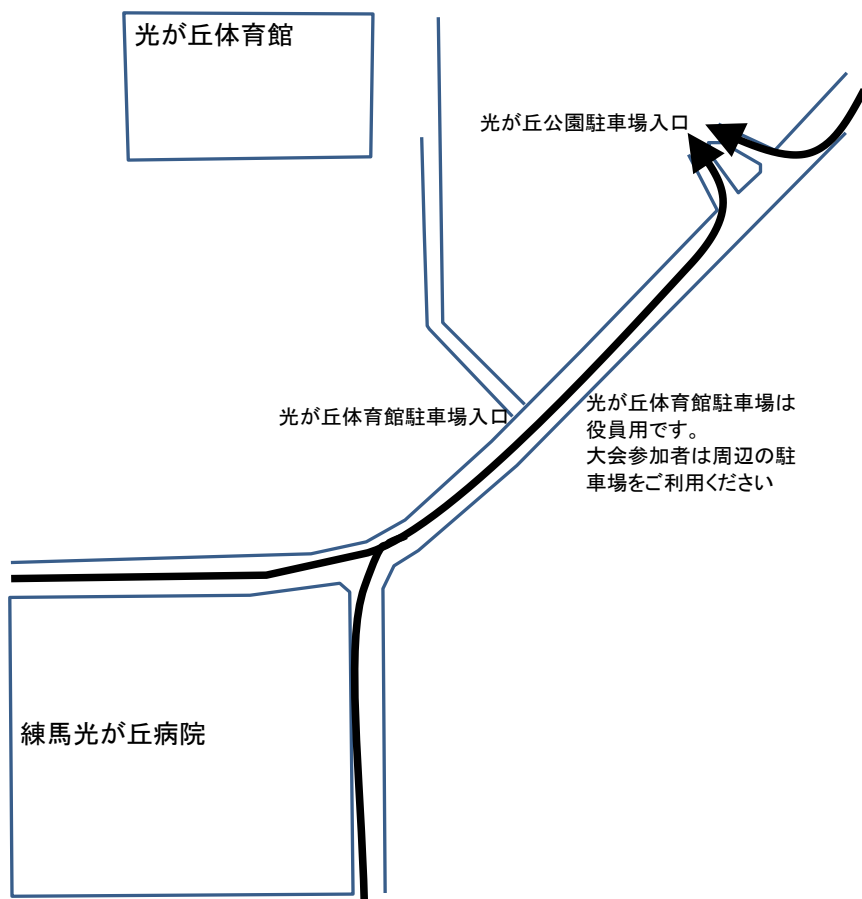 光が丘体育館
光が丘公園駐車場入口
光が丘体育館駐車場入口
光が丘体育館駐車場は
役員用です。
大会参加者は周辺の駐
車場をご利用ください
練馬光が丘病院